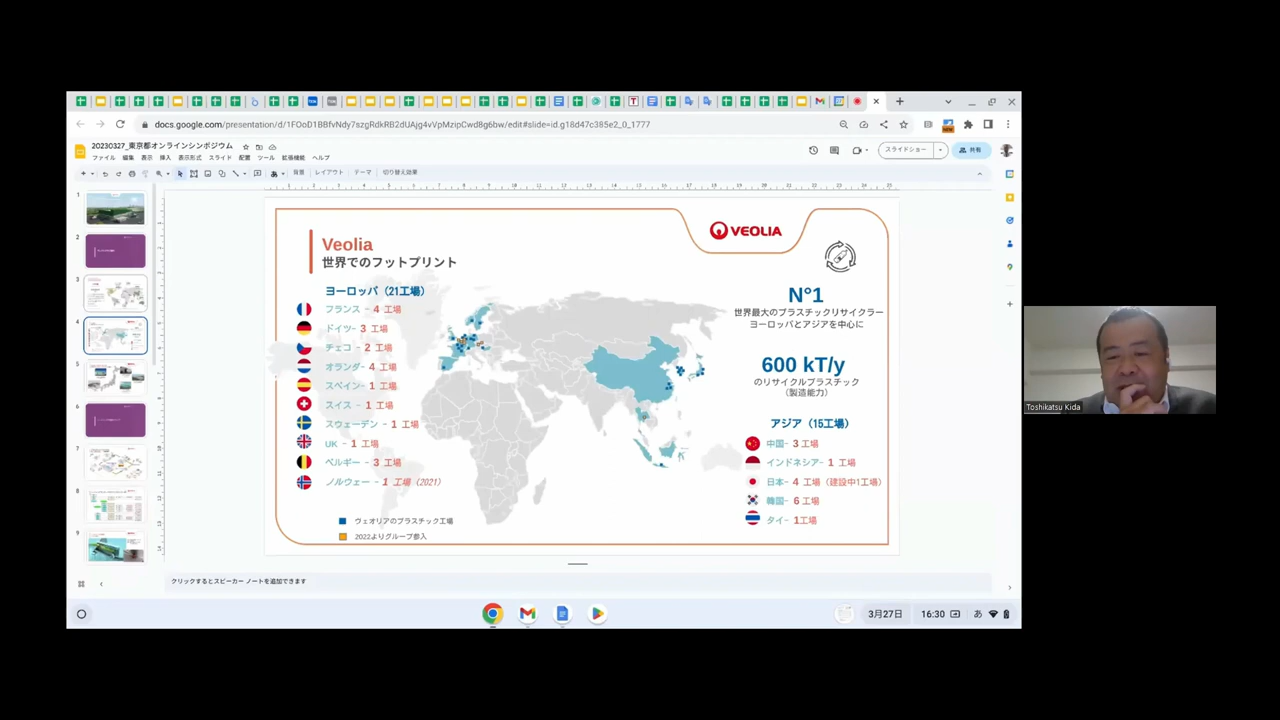 docs.google.com/presentation/d/1FOoD1BBfvNdy7szgRdkRB2dUAjg4vVpMzipCwd8g6bw/edit#slide=id.g18d47c385e2_0_1777
20230327_東京都オンラインシンポジウム
ファイル 編集 表示 挿入 表示形式 スライド 配置 ツール 拡張機能 ヘルプ
スライドショー
共有
背景 レイアウト テーマ 切り替え効果
VEOLIA
Veolia
世界でのフットプリント
ヨーロッパ（21工場）
フランス - 4 工場
ドイツ- 3 工場
チェコ - 2 工場
オランダ- 4 工場
スペイン- 1 工場
スイス - 1 工場
スウェーデン - 1 工場
UK - 1 工場
ベルギー - 3 工場
ノルウェー - 1 工場 (2021)
ヴェオリアのプラスチック工場
2022よりグループ参入
N°1
世界最大のプラスチックリサイクラー
ヨーロッパとアジアを中心に
600 kT/y
のリサイクルプラスチック
（製造能力）
アジア（15工場）
中国- 3 工場
インドネシア- 1 工場
日本- 4 工場（建設中1工場）
韓国- 6 工場
タイ- 1工場
クリックするとスピーカー ノートを追加できます
3月27日
16:30
あ
Toshikatsu Kida